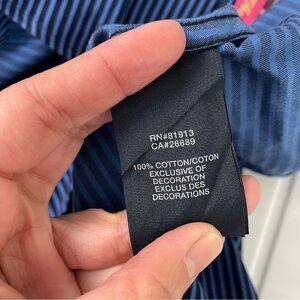 RN#81913
CA#26689
100% COTTON/COTON
EXCLUSIVE OF
DECORATION
EXCLUS DES
DECORATIONS